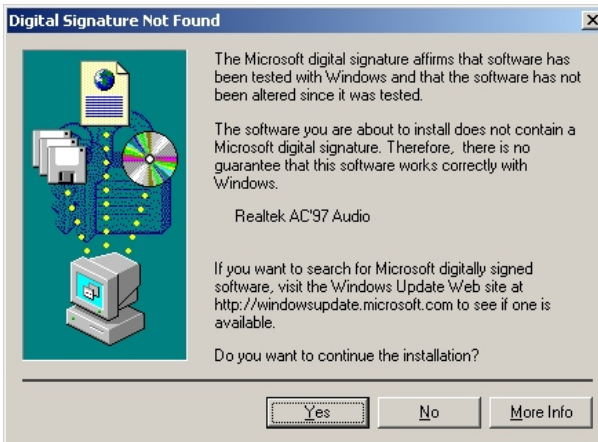 Digital Signature Not Found
The Microsoft digital signature affirms that software has
been tested with Windows and that the software has not
been altered since it was tested.
The software you are about to install does not contain a
Microsoft digital signature. Therefore, there is no
guarantee that this software works correctly with
Windows.
Realtek AC'97 Audio
If you want to search for Microsoft digitally signed
software, visit the Windows Update Web site at
http://windowsupdate.microsoft.com to see if one is
available.
Do you want to continue the installation?
Yes No More Info